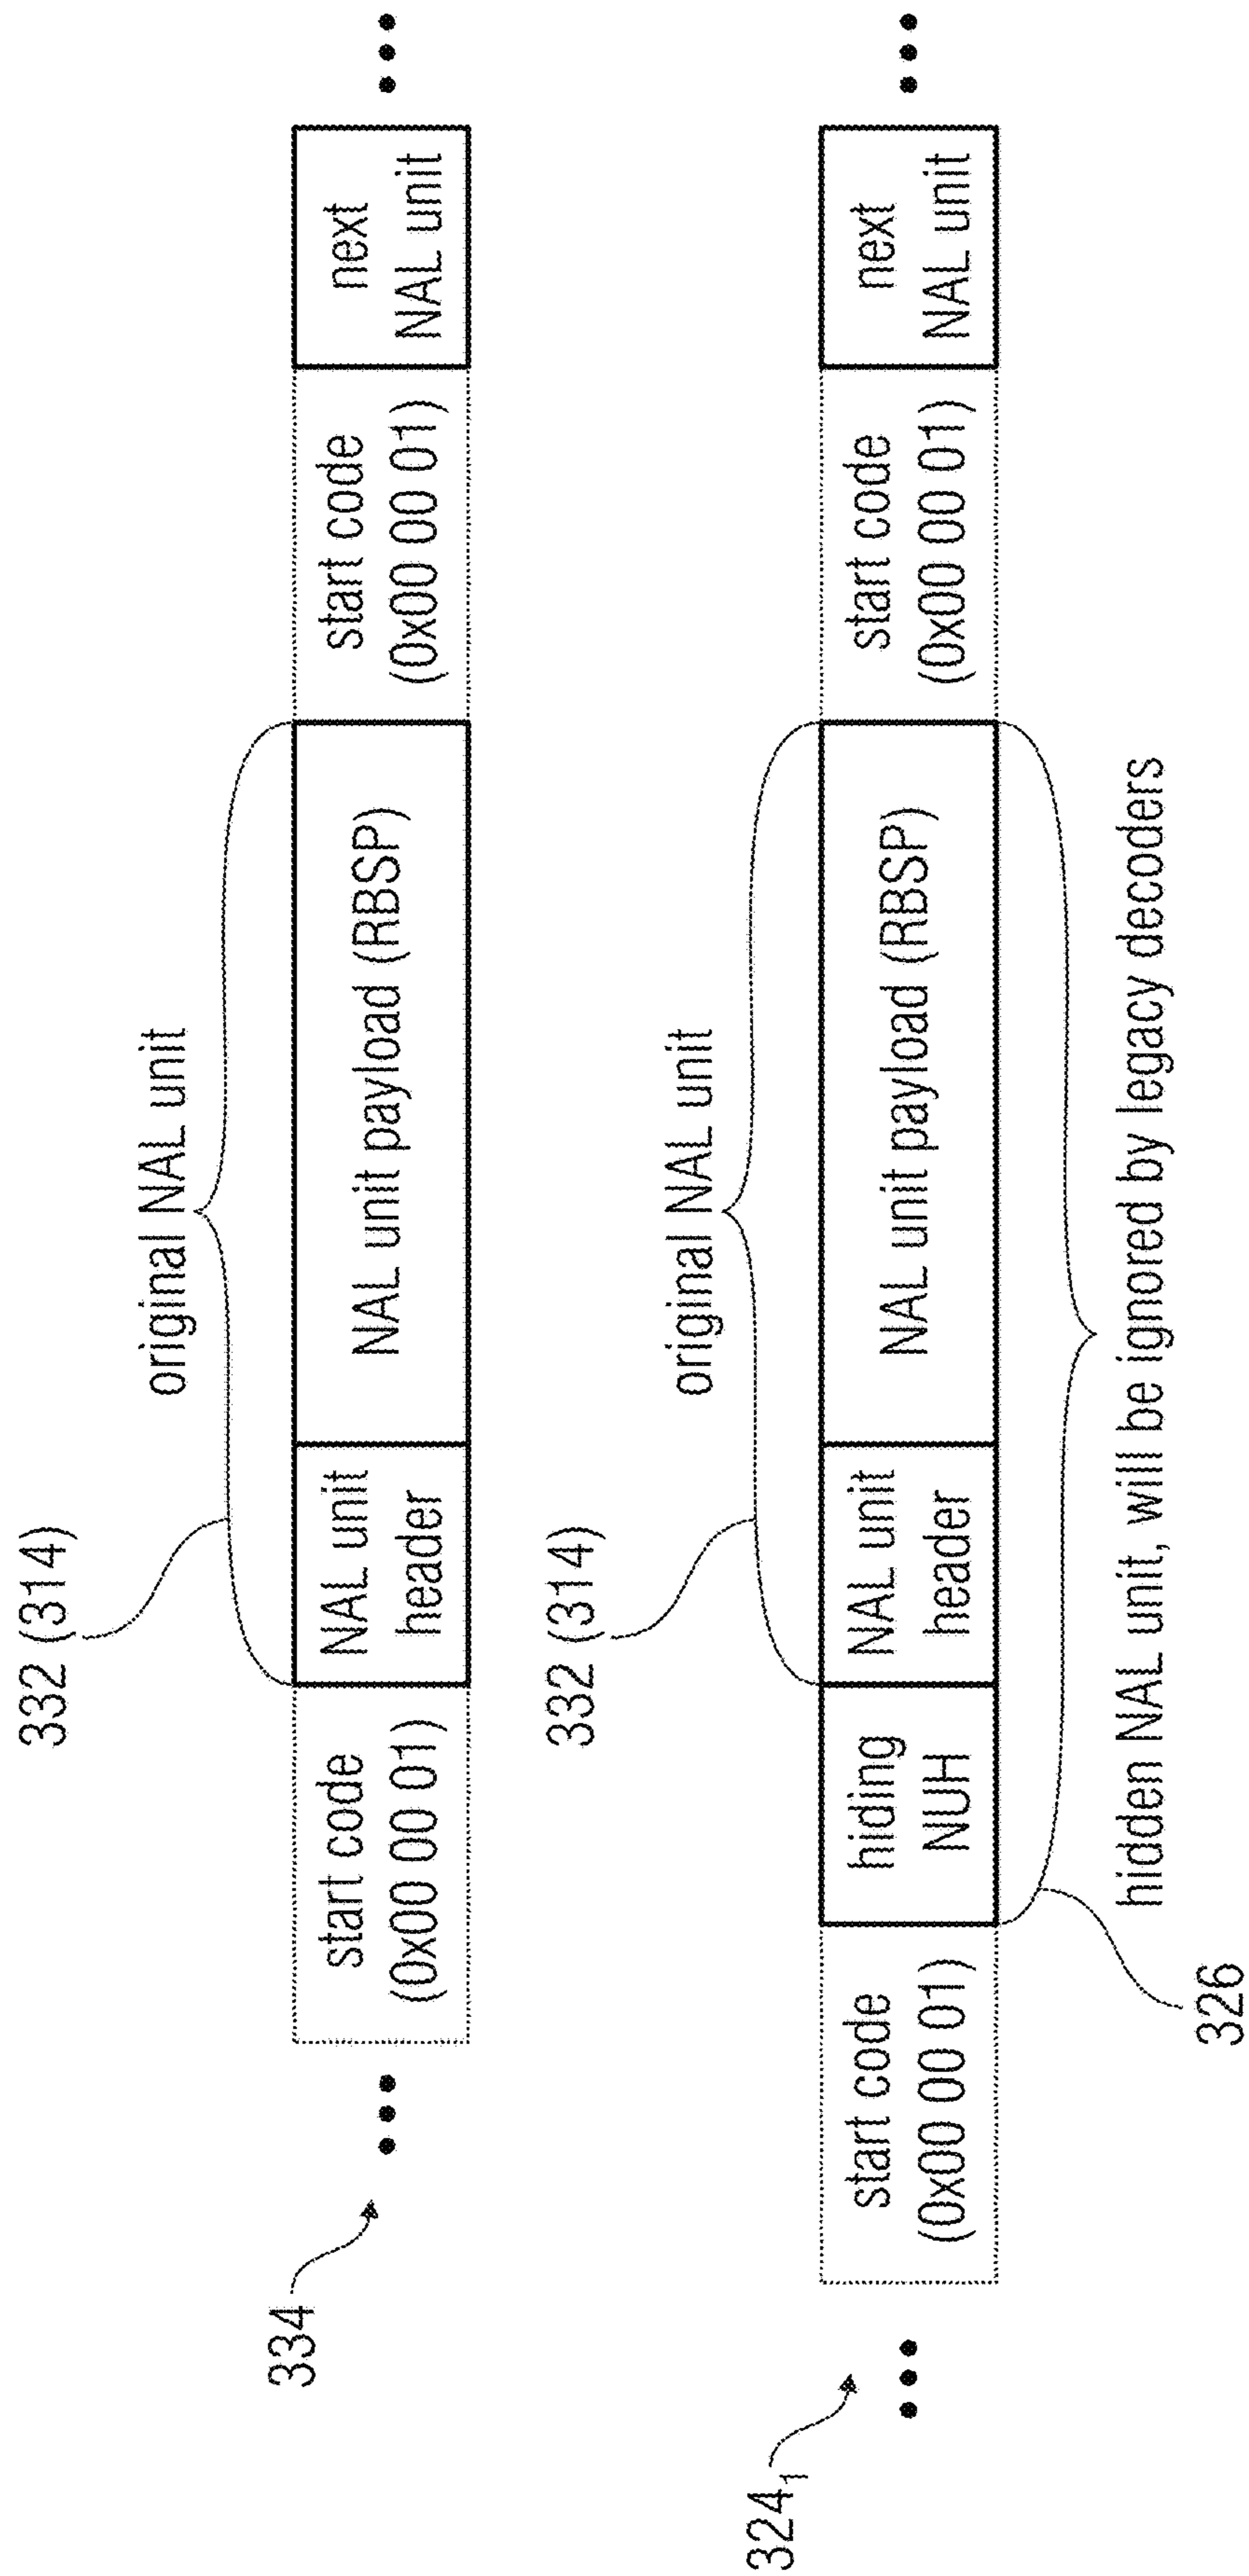 332 (314)
original NAL unit
334
start code
(0x00 00 01)
NAL unit
header
NAL unit payload (RBSP)
start code
(0x00 00 01)
next
NAL unit
332 (314)
original NAL unit
324₁
start code
(0x00 00 01)
hiding
NUH
NAL unit
header
NAL unit payload (RBSP)
start code
(0x00 00 01)
next
NAL unit
326
hidden NAL unit, will be ignored by legacy decoders